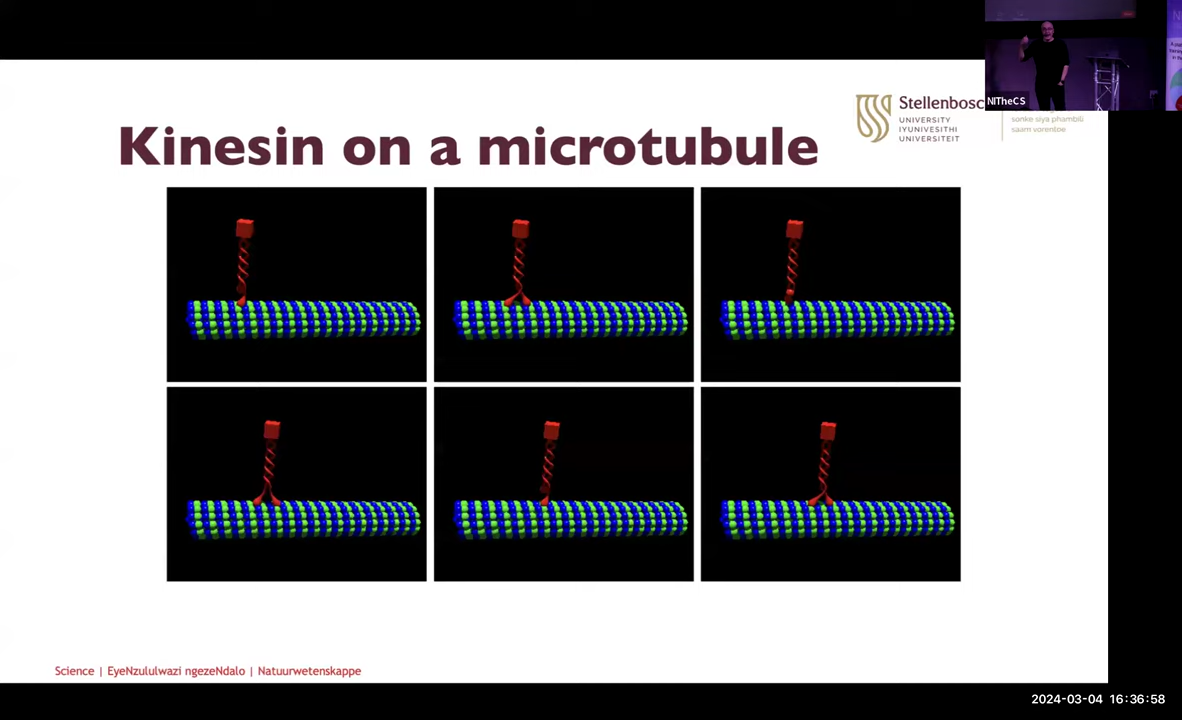 NITheCS
Stellenbosc
UNIVERSITY
IYUNIVESITHI
UNIVERSITEIT
sonke siya phambili
saam vorentoe
Kinesin on a microtubule
Science | EyeNzululwazi ngezeNdalo | Natuurwetenskappe
2024-03-04 16:36:58